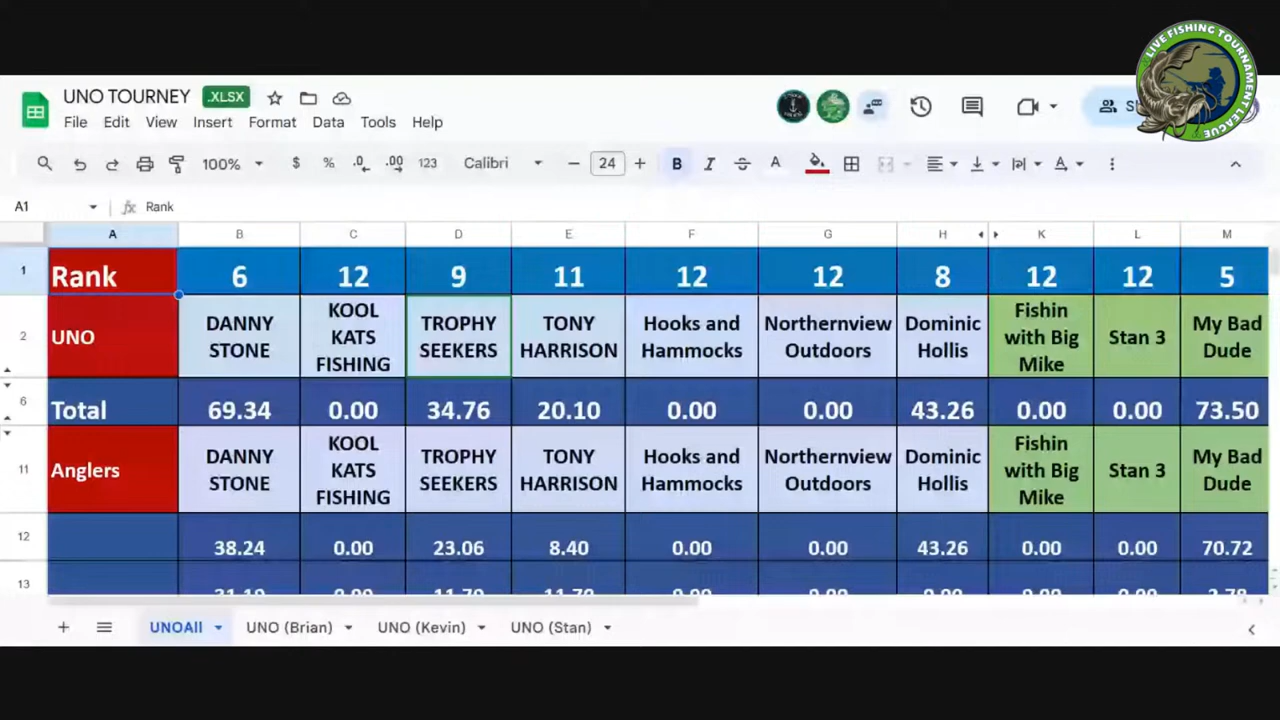 LIVE FISHING TOURNAMENT LEAGUE
UNO TOURNEY .XLSX
File Edit View Insert Format Data Tools Help
100% $ % .0 .00 123 Calibri 24 B I A
A1 fx Rank
A B C D E F G H K L M
1 Rank 6 12 9 11 12 12 8 12 12 5
2 UNO DANNY STONE KOOL KATS FISHING TROPHY SEEKERS TONY HARRISON Hooks and Hammocks Northernview Outdoors Dominic Hollis Fishin with Big Mike Stan 3 My Bad Dude
6 Total 69.34 0.00 34.76 20.10 0.00 0.00 43.26 0.00 0.00 73.50
11 Anglers DANNY STONE KOOL KATS FISHING TROPHY SEEKERS TONY HARRISON Hooks and Hammocks Northernview Outdoors Dominic Hollis Fishin with Big Mike Stan 3 My Bad Dude
12 38.24 0.00 23.06 8.40 0.00 0.00 43.26 0.00 0.00 70.72
13
UNOAll UNO (Brian) UNO (Kevin) UNO (Stan)